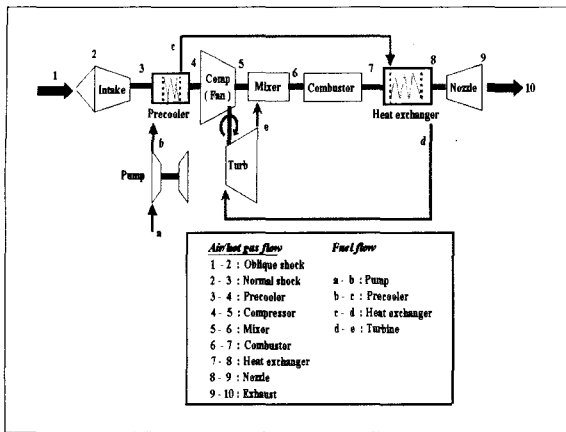 c
1 2 3 4 5 6 7 8 9 10
Intake
Comp
(Fan)
Mixer
Combustor
Nozzle
Precooler
Heat exchanger
b
e
d
Pump
Turb
a
Air/hot gas flow Fuel flow
1 - 2 : Oblique shock
2 - 3 : Normal shock a - b : Pump
3 - 4 : Precooler b - c : Precooler
4 - 5 : Compressor c - d : Heat exchanger
5 - 6 : Mixer d - e : Turbine
6 - 7 : Combustor
7 - 8 : Heat exchanger
8 - 9 : Nozzle
9 - 10 : Exhaust